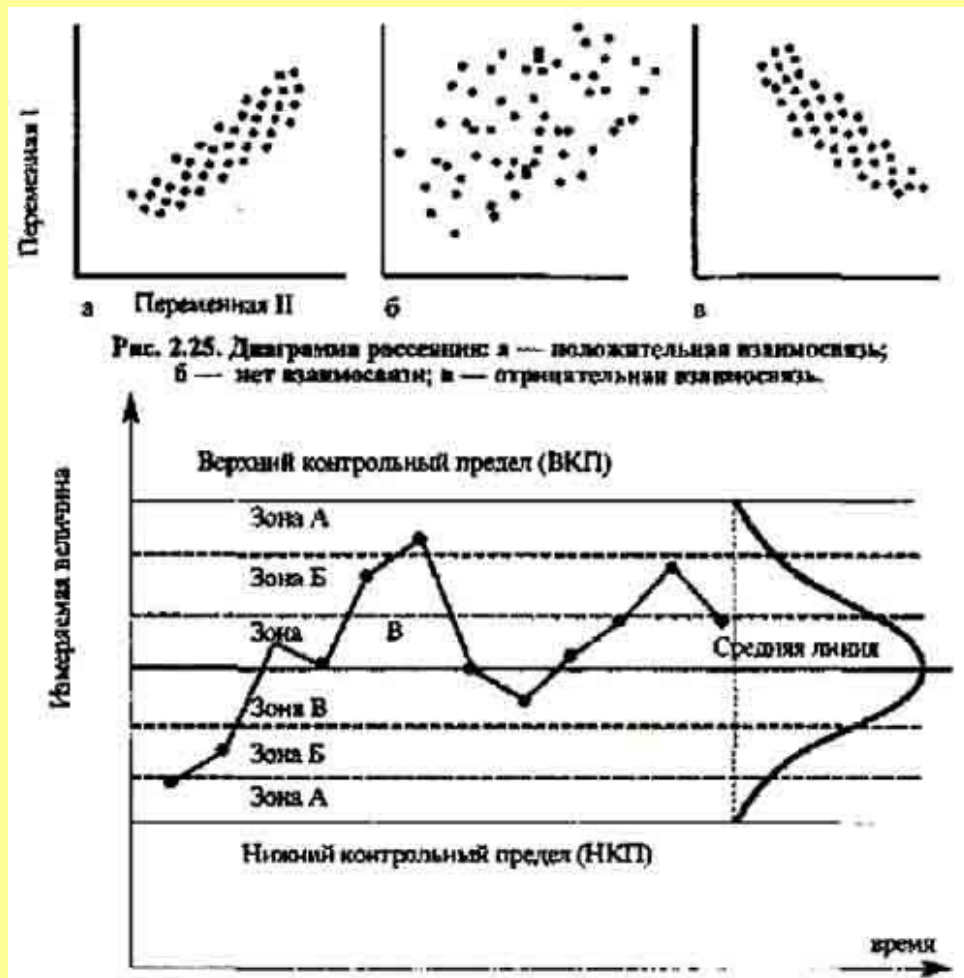 Переменная I
а
Переменная II
б
в
Рис. 2.25. Диаграмма рассеяния: а — положительная взаимосвязь;
б — нет взаимосвязи; в — отрицательная взаимосвязь.
Измеряемая величина
Верхний контрольный предел (ВКП)
Зона А
Зона Б
Зона В
Средняя линия
Зона В
Зона Б
Зона А
Нижний контрольный предел (НКП)
время